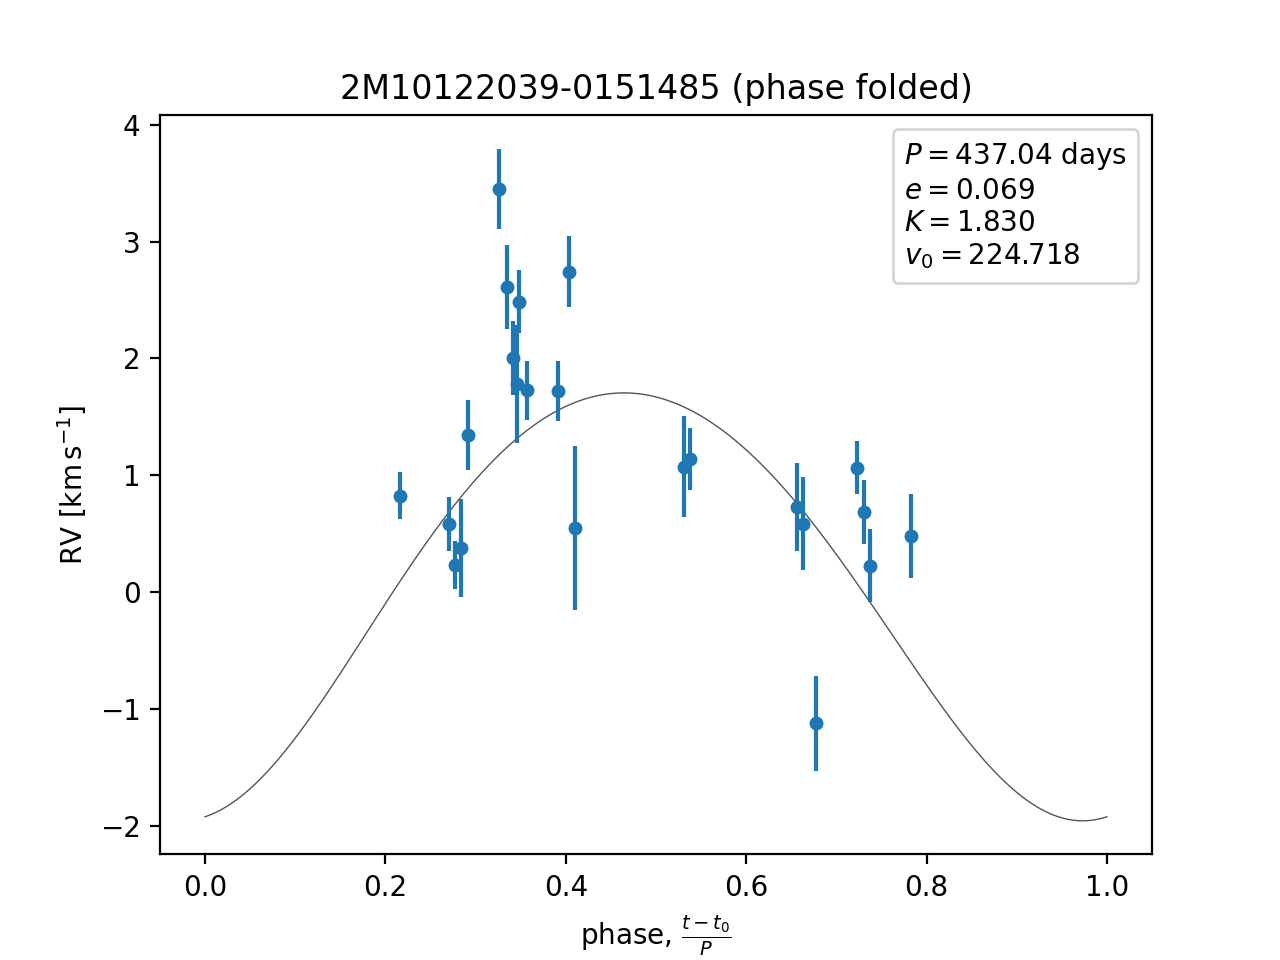 2M10122039-0151485 (phase folded)
P = 437.04 days
e = 0.069
K = 1.830
v₀ = 224.718
RV [km s⁻¹]
4
3
2
1
0
−1
−2
0.0 0.2 0.4 0.6 0.8 1.0
phase, (t − t₀)/P